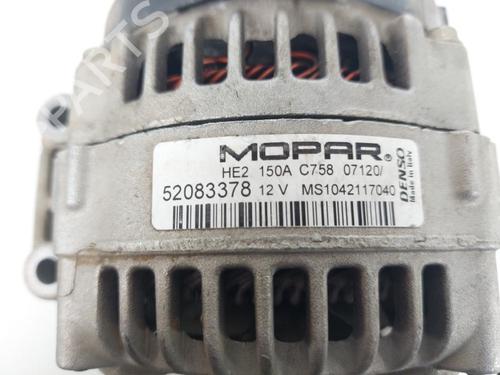 PARTS
MOPAR®
HE2 150A C758 07120/
52083378 12 V MS1042117040
DENSO
Made in Italy